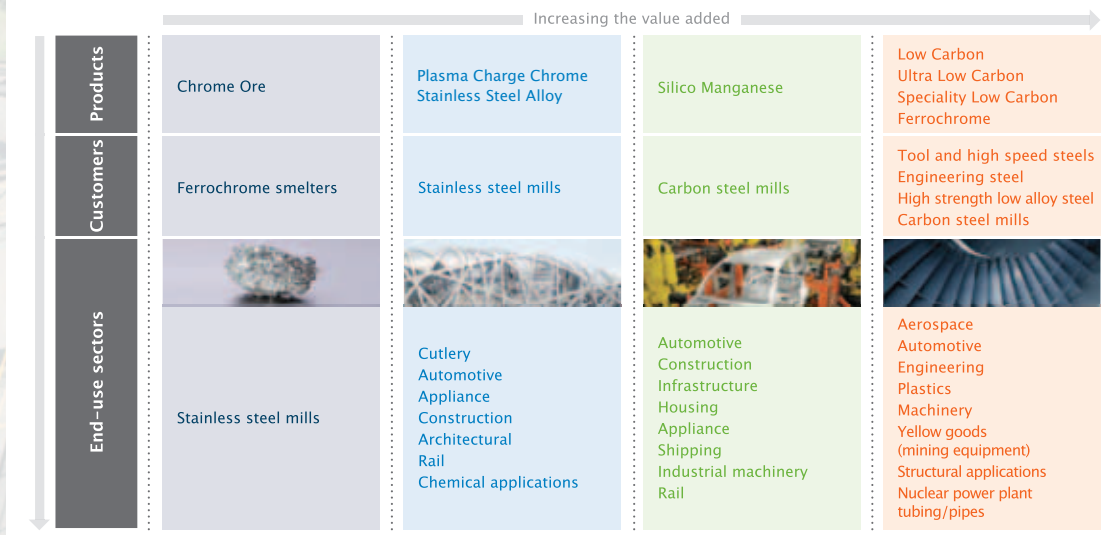 Increasing the value added
Products
Chrome Ore
Plasma Charge Chrome
Stainless Steel Alloy
Silico Manganese
Low Carbon
Ultra Low Carbon
Speciality Low Carbon
Ferrochrome
Customers
Ferrochrome smelters
Stainless steel mills
Carbon steel mills
Tool and high speed steels
Engineering steel
High strength low alloy steel
Carbon steel mills
End-use sectors
Stainless steel mills
Cutlery
Automotive
Appliance
Construction
Architectural
Rail
Chemical applications
Automotive
Construction
Infrastructure
Housing
Appliance
Shipping
Industrial machinery
Rail
Aerospace
Automotive
Engineering
Plastics
Machinery
Yellow goods
(mining equipment)
Structural applications
Nuclear power plant
tubing/pipes